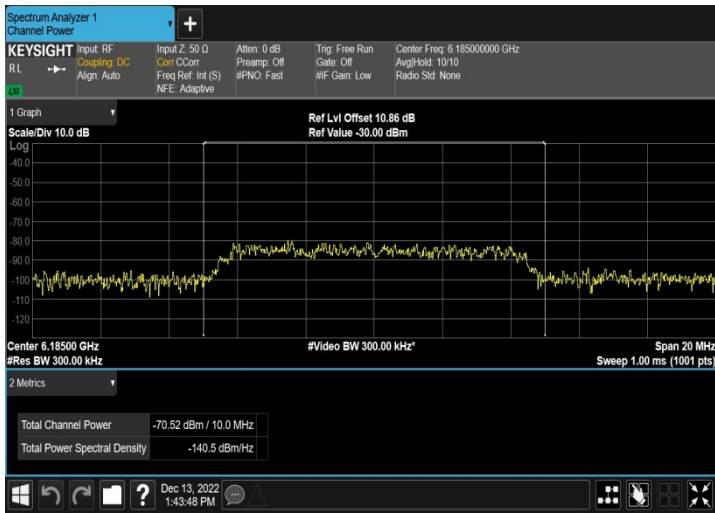 Spectrum Analyzer 1
Channel Power
+
KEYSIGHT Input: RF Input Z: 50 Ω Atten: 0 dB Trig: Free Run Center Freq: 6.185000000 GHz
RL Coupling: DC Corr CCorr Preamp: Off Gate: Off Avg|Hold: 10/10
Align: Auto Freq Ref: Int (S) #PNO: Fast #IF Gain: Low Radio Std: None
LXI NFE: Adaptive
1 Graph Ref Lvl Offset 10.86 dB
Scale/Div 10.0 dB Ref Value -30.00 dBm
Log
-40.0
-50.0
-60.0
-70.0
-80.0
-90.0
-100
-110
-120
Center 6.18500 GHz #Video BW 300.00 kHz* Span 20 MHz
#Res BW 300.00 kHz Sweep 1.00 ms (1001 pts)
2 Metrics
Total Channel Power -70.52 dBm / 10.0 MHz
Total Power Spectral Density -140.5 dBm/Hz
? Dec 13, 2022
1:43:48 PM